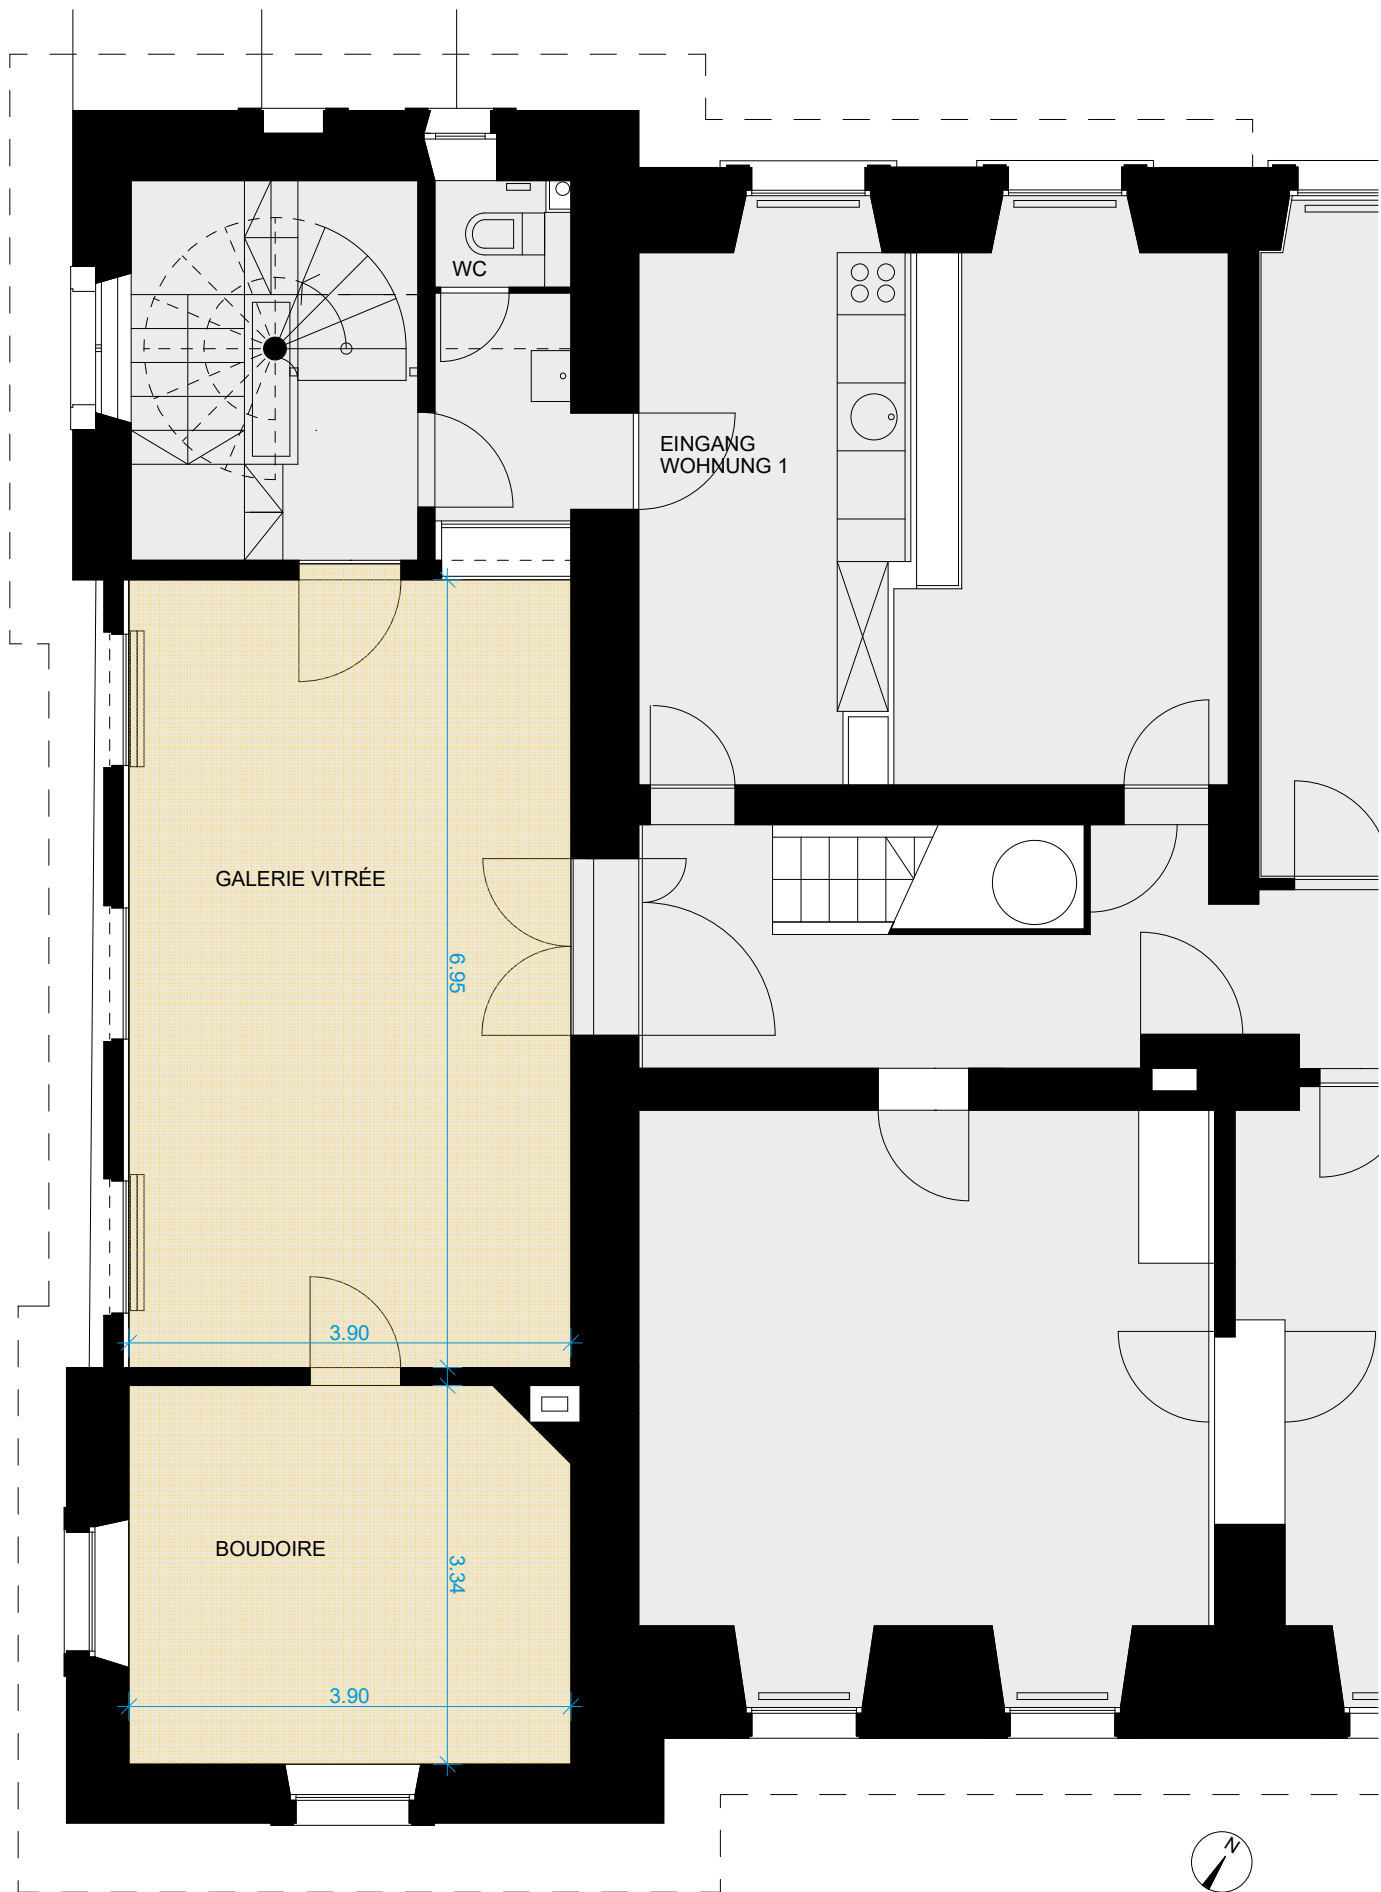 WC
EINGANG
WOHNUNG 1
GALERIE VITRÉE
6.95
3.90
BOUDOIRE
3.34
3.90
N